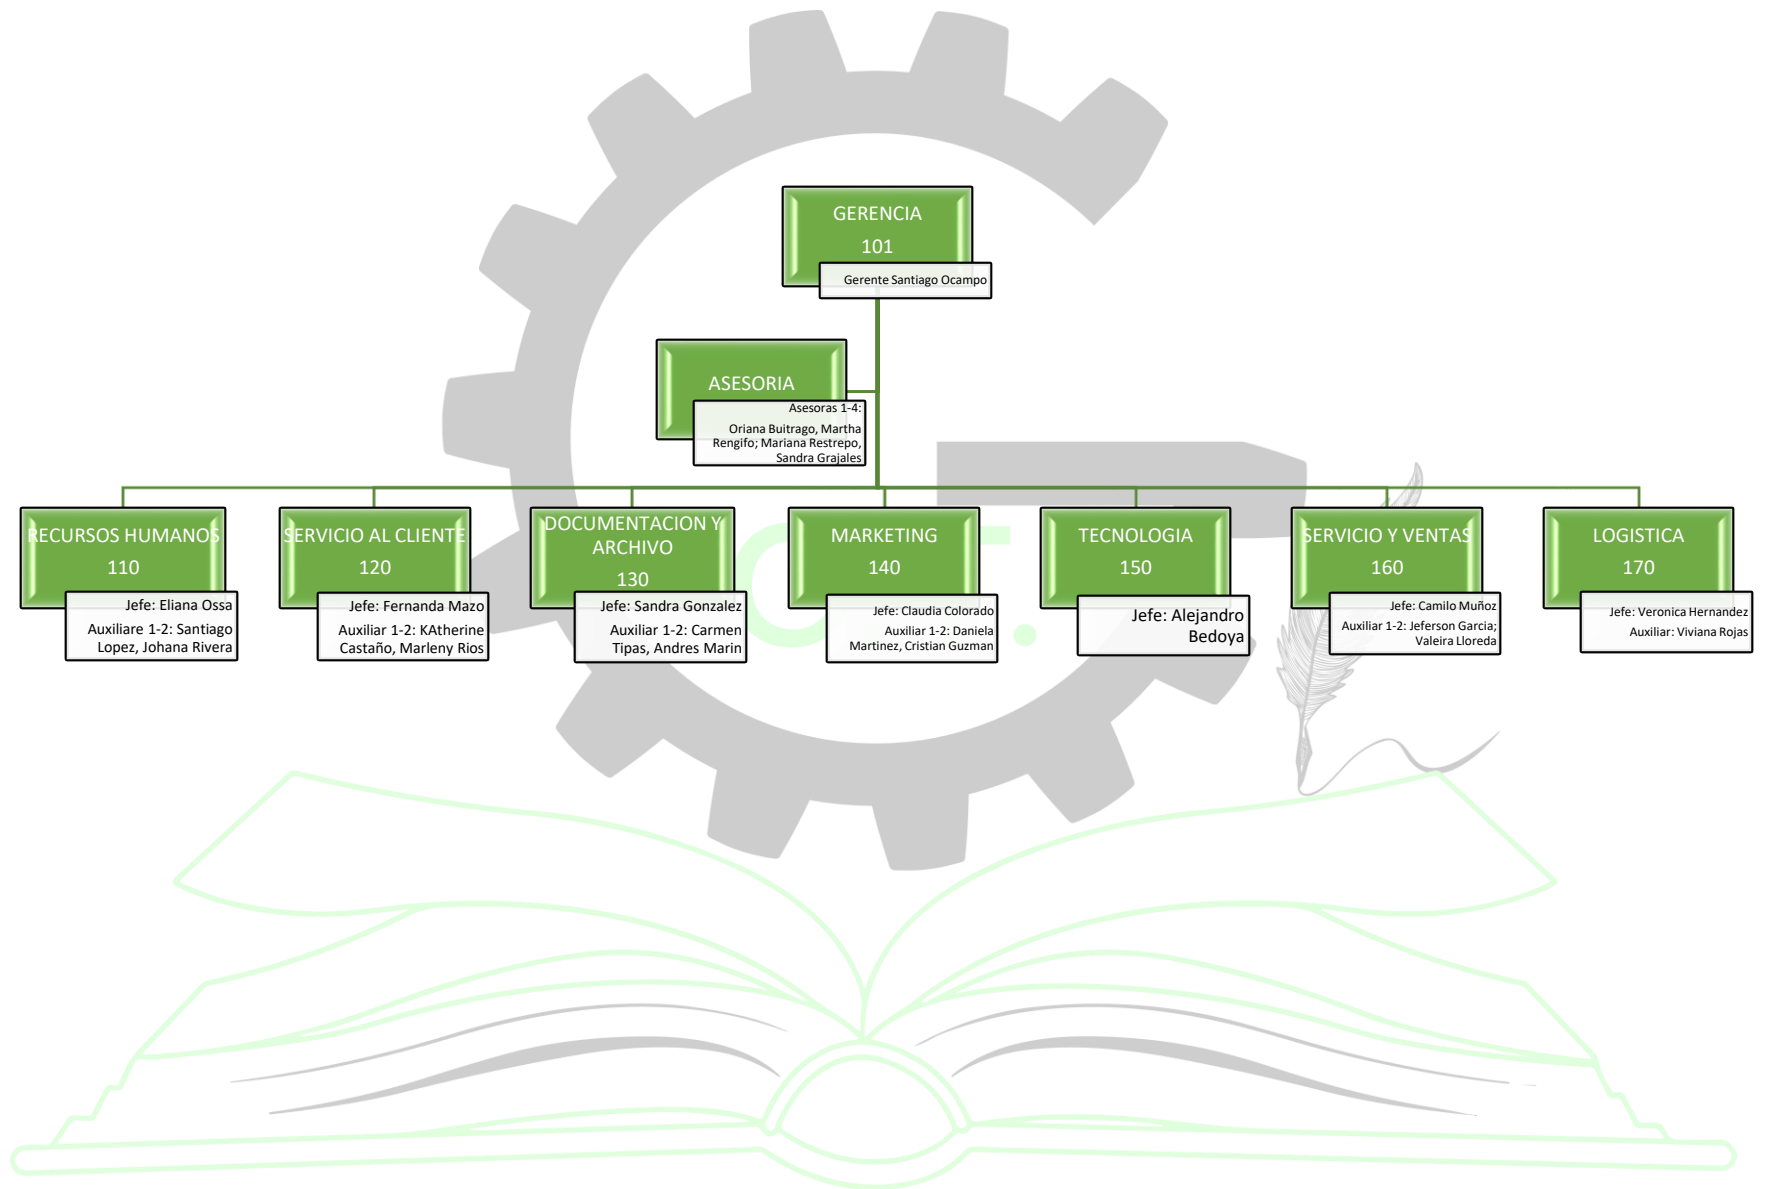 GERENCIA
101
Gerente Santiago Ocampo
ASESORIA
Asesoras 1-4:
Oriana Buitrago, Martha
Rengifo; Mariana Restrepo,
Sandra Grajales
RECURSOS HUMANOS
110
Jefe: Eliana Ossa
Auxiliare 1-2: Santiago
Lopez, Johana Rivera
SERVICIO AL CLIENTE
120
Jefe: Fernanda Mazo
Auxiliar 1-2: KAtherine
Castaño, Marleny Rios
DOCUMENTACION Y
ARCHIVO
130
Jefe: Sandra Gonzalez
Auxiliar 1-2: Carmen
Tipas, Andres Marin
MARKETING
140
Jefe: Claudia Colorado
Auxiliar 1-2: Daniela
Martinez, Cristian Guzman
TECNOLOGIA
150
Jefe: Alejandro
Bedoya
SERVICIO Y VENTAS
160
Jefe: Camilo Muñoz
Auxiliar 1-2: Jeferson Garcia;
Valeira Lloreda
LOGISTICA
170
Jefe: Veronica Hernandez
Auxiliar: Viviana Rojas